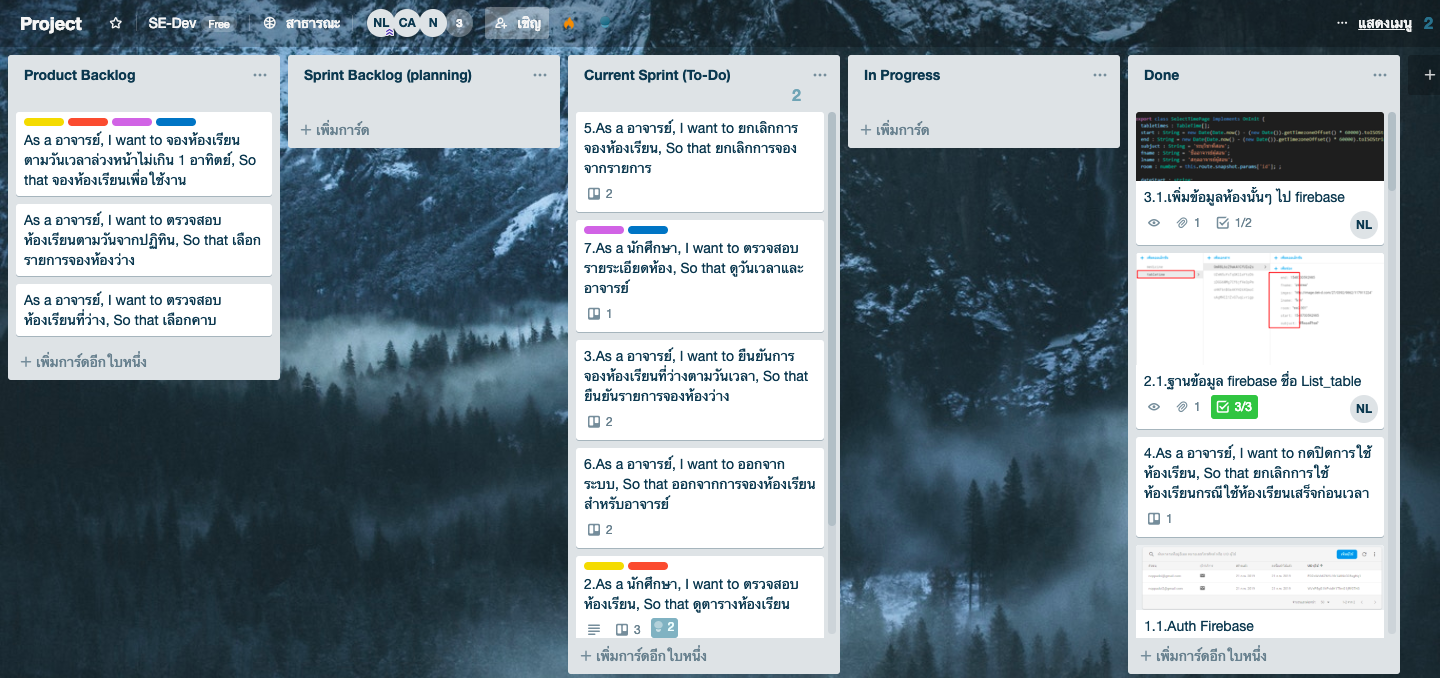 Project
SE-Dev Free
สาธารณะ
NL CA N 3
เชิญ
แสดงเมนู
2
Product Backlog
As a อาจารย์, I want to จองห้องเรียน
ตามวันเวลาล่วงหน้าไม่เกิน 1 อาทิตย์, So
that จองห้องเรียนเพื่อใช้งาน
As a อาจารย์, I want to ตรวจสอบ
ห้องเรียนตามวันจากปฏิทิน, So that เลือก
รายการจองห้องว่าง
As a อาจารย์, I want to ตรวจสอบ
ห้องเรียนที่ว่าง, So that เลือกคาบ
+ เพิ่มการ์ดอีกใบหนึ่ง
Sprint Backlog (planning)
+ เพิ่มการ์ด
Current Sprint (To-Do)
2
5.As a อาจารย์, I want to ยกเลิกการ
จองห้องเรียน, So that ยกเลิกการจอง
จากรายการ
2
7.As a นักศึกษา, I want to ตรวจสอบ
รายระเอียดห้อง, So that ดูวันเวลาและ
อาจารย์
1
3.As a อาจารย์, I want to ยืนยันการ
จองห้องเรียนที่ว่างตามวันเวลา, So that
ยืนยันรายการจองห้องว่าง
2
6.As a อาจารย์, I want to ออกจาก
ระบบ, So that ออกจากการจองห้องเรียน
สำหรับอาจารย์
2
2.As a นักศึกษา, I want to ตรวจสอบ
ห้องเรียน, So that ดูตารางห้องเรียน
3 2
+ เพิ่มการ์ดอีกใบหนึ่ง
In Progress
+ เพิ่มการ์ด
Done
3.1.เพิ่มข้อมูลห้องนั้นๆ ไป firebase
1 1/2
NL
2.1.ฐานข้อมูล firebase ชื่อ List_table
1 3/3
NL
4.As a อาจารย์, I want to กดปิดการใช้
ห้องเรียน, So that ยกเลิกการใช้
ห้องเรียนกรณีใช้ห้องเรียนเสร็จก่อนเวลา
1
1.1.Auth Firebase
+ เพิ่มการ์ดอีกใบหนึ่ง